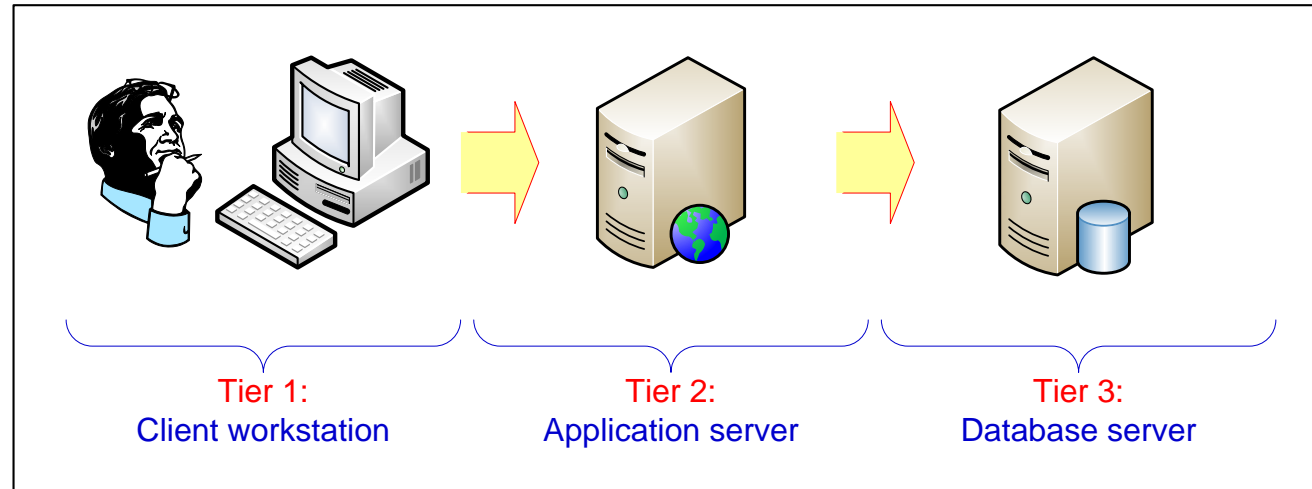 Tier 1:
Client workstation
Tier 2:
Application server
Tier 3:
Database server